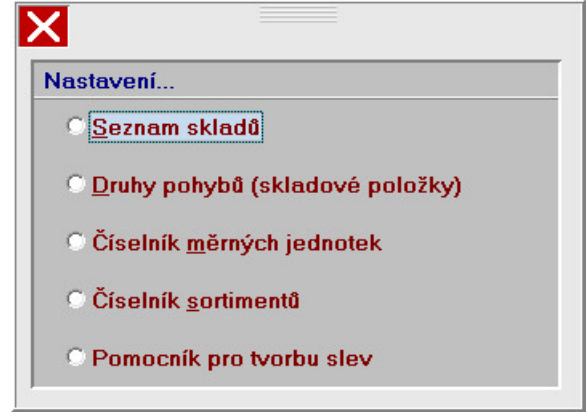 Nastavení...
Seznam skladů
Druhy pohybů (skladové položky)
Číselník měrných jednotek
Číselník sortimentů
Pomocník pro tvorbu slev